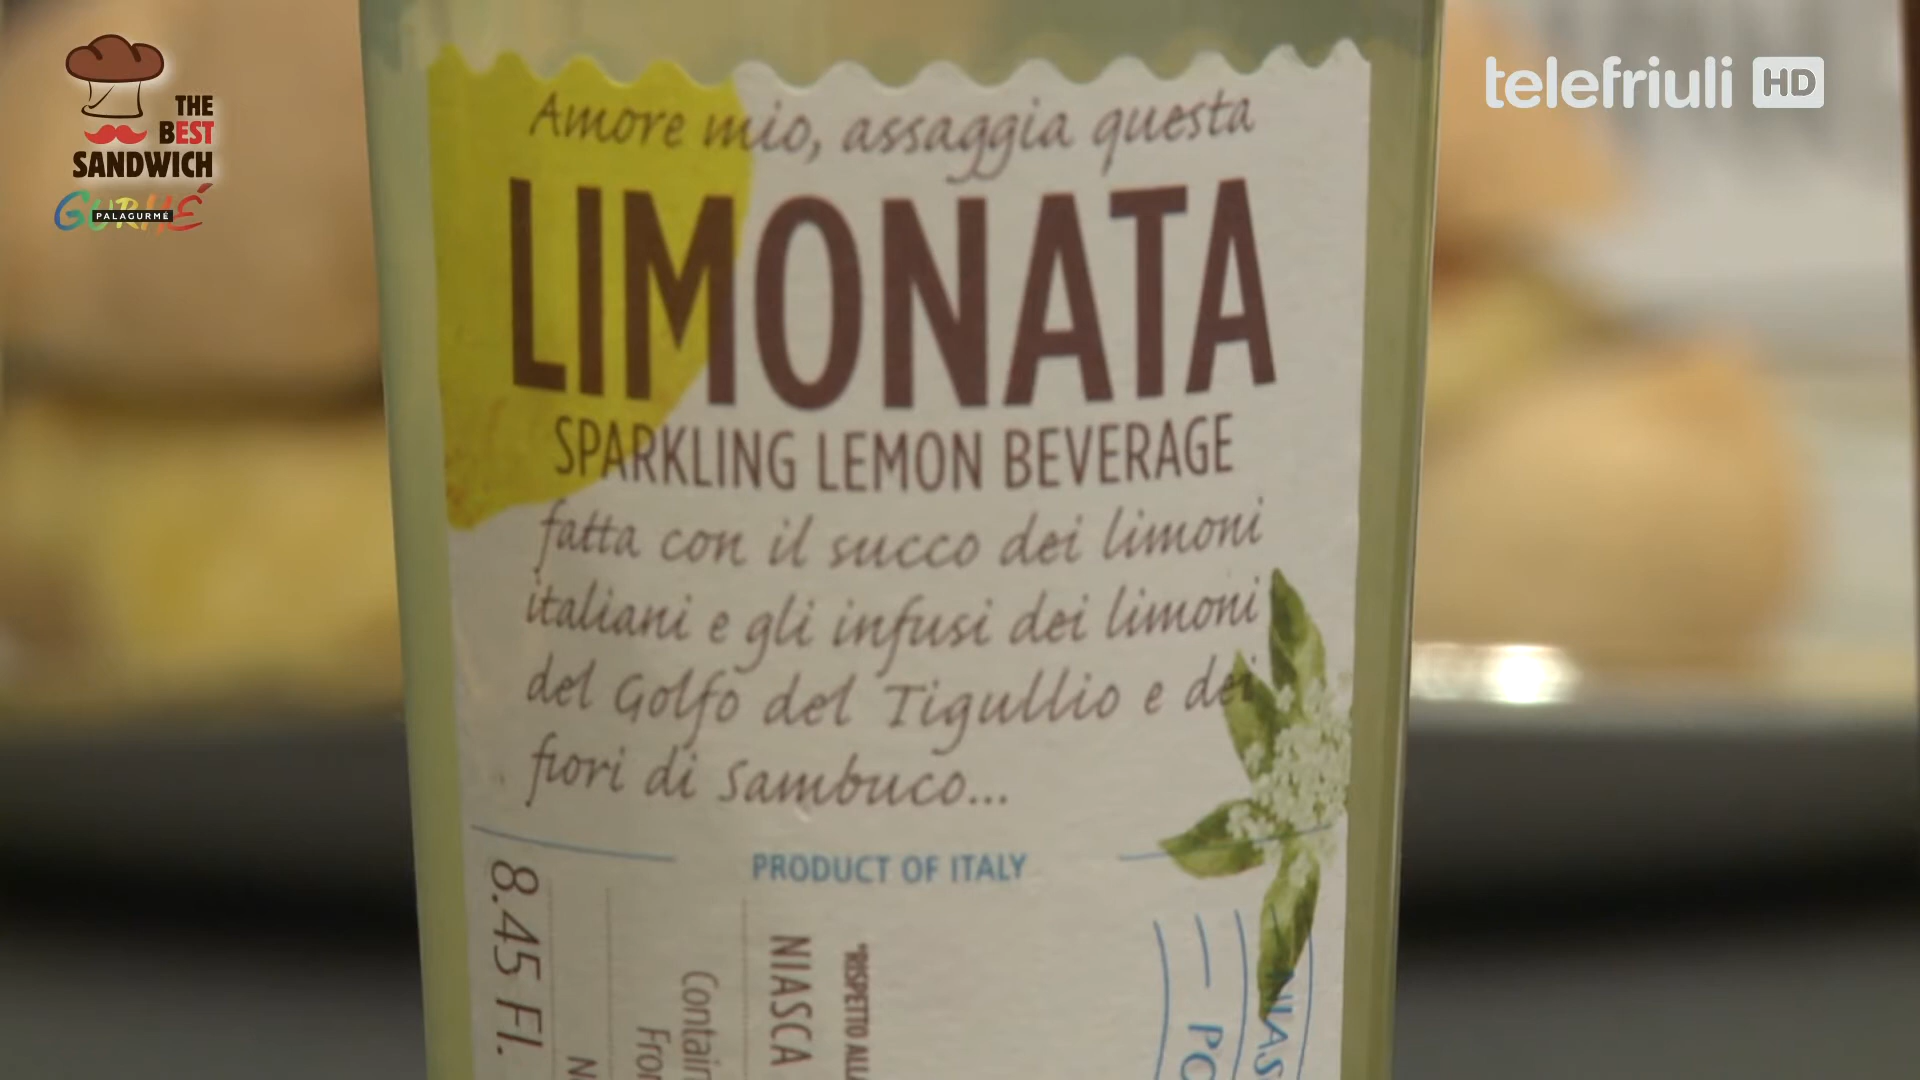 THE
BEST
SANDWICH
GURMÉ
PALAGURMÉ
telefriuli HD
Amore mio, assaggia questa
LIMONATA
SPARKLING LEMON BEVERAGE
fatta con il succo dei limoni
italiani e gli infusi dei limoni
del Golfo del Tigullio e dei
fiori di Sambuco...
PRODUCT OF ITALY
8.45 Fl.
NIASCA
"RISPETTO